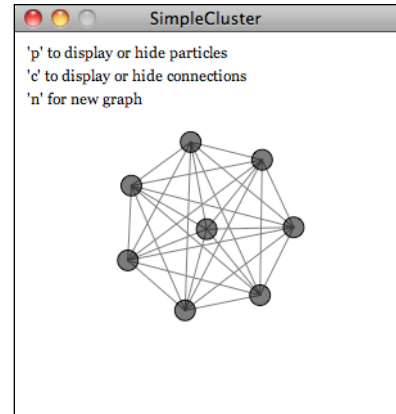 SimpleCluster
'p' to display or hide particles
'c' to display or hide connections
'n' for new graph